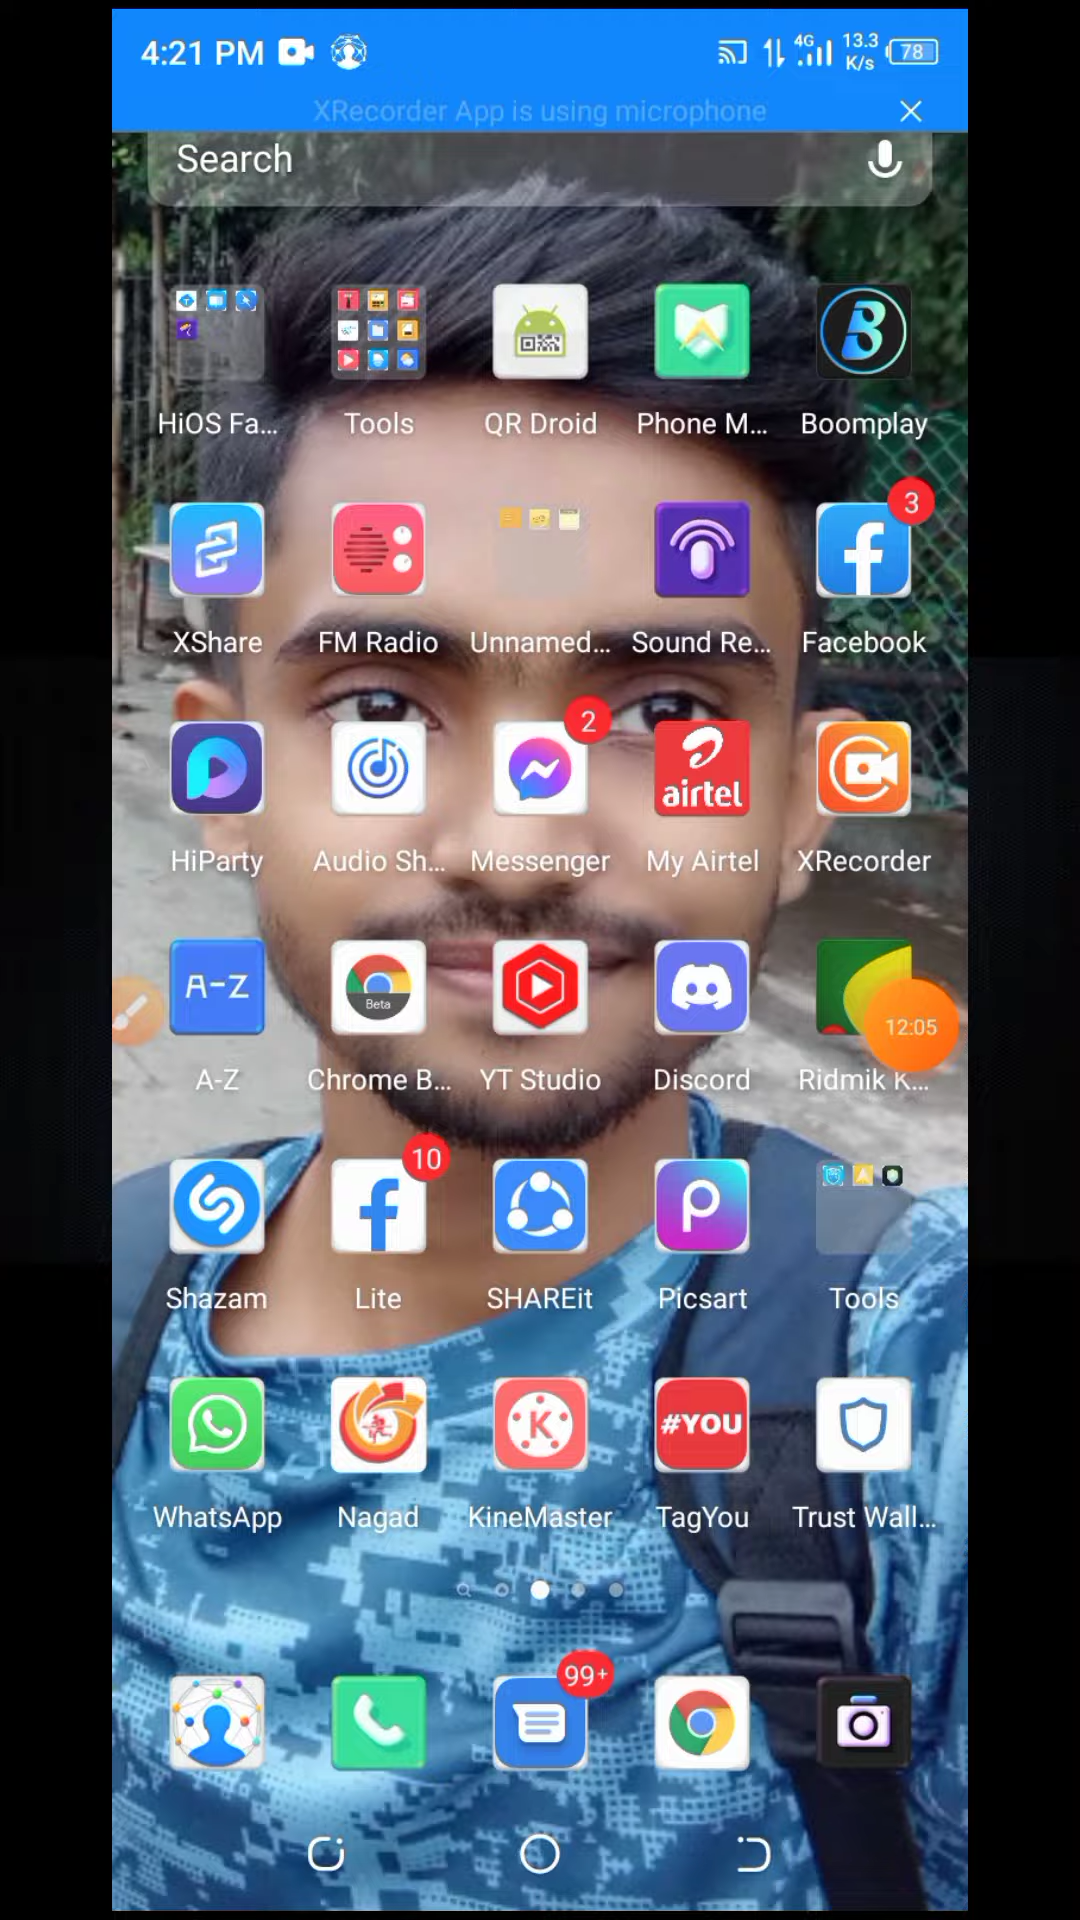 4:21 PM
4G
13.3
K/s
78
XRecorder App is using microphone
Search
HiOS Fa...
Tools
QR Droid
Phone M...
Boomplay
3
XShare
FM Radio
Unnamed...
Sound Re...
Facebook
2
airtel
HiParty
Audio Sh...
Messenger
My Airtel
XRecorder
A-Z
Beta
12:05
A-Z
Chrome B...
YT Studio
Discord
Ridmik K...
10
Shazam
Lite
SHAREit
Picsart
Tools
K
#YOU
WhatsApp
Nagad
KineMaster
TagYou
Trust Wall...
99+